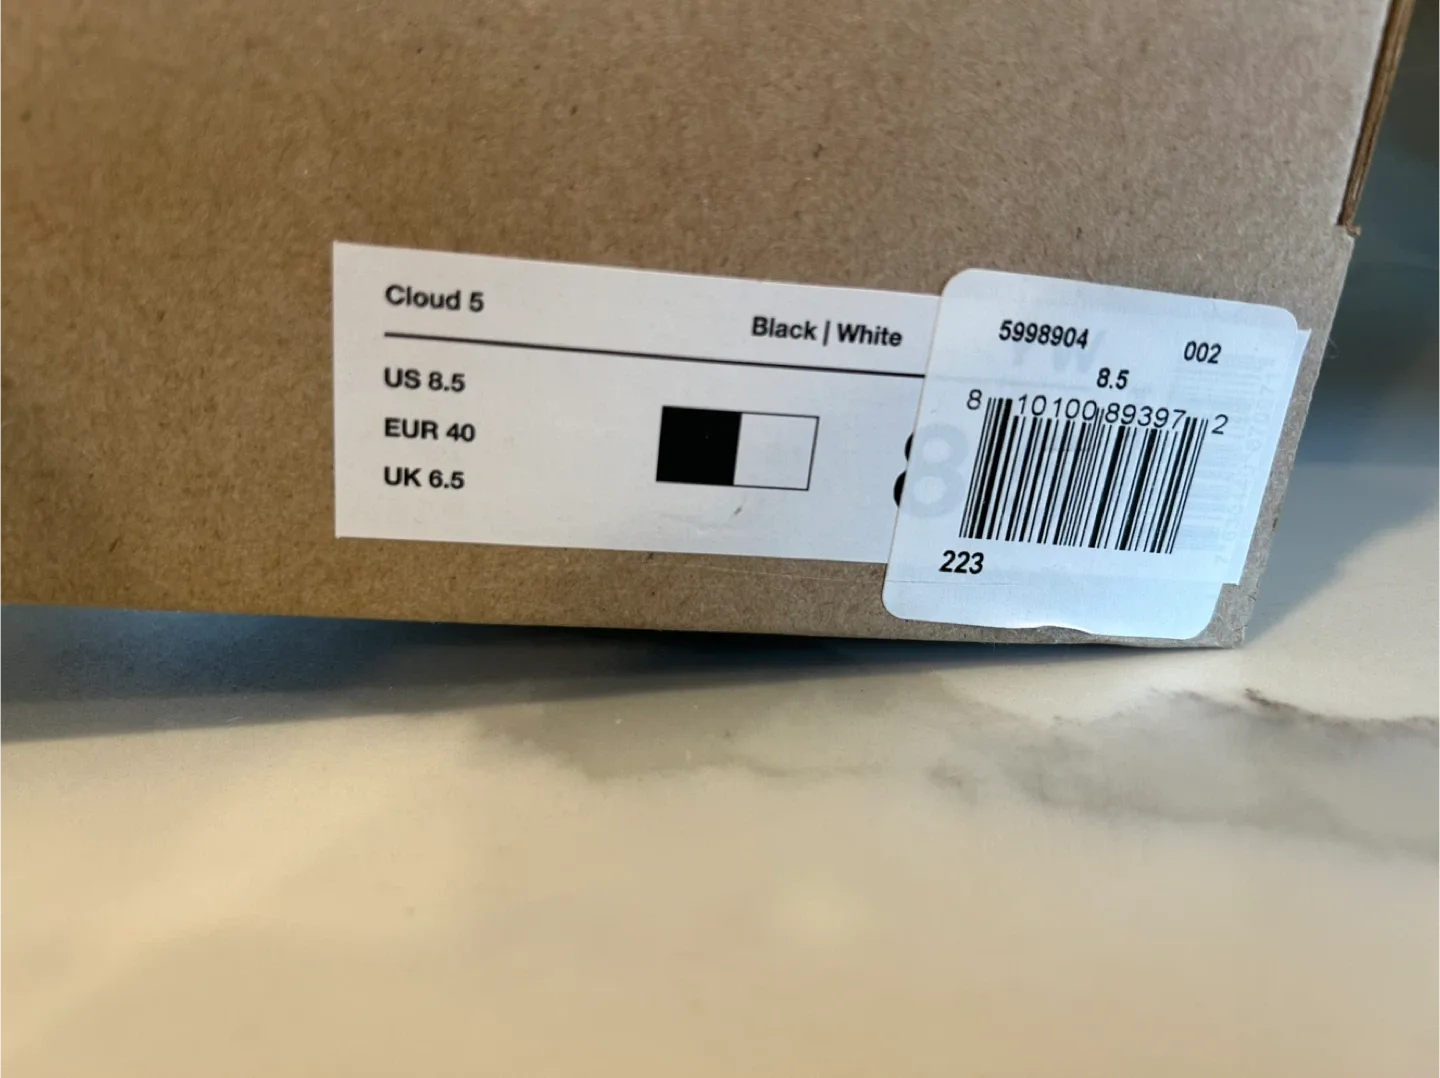 Cloud 5
Black | White
US 8.5
EUR 40
UK 6.5
8
5998904 002
8.5
8 10100 89397 2
223